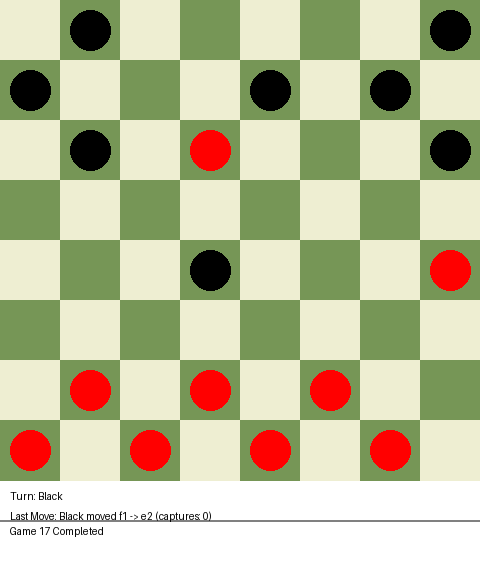 Turn: Black
Last Move: Black moved f1 -> e2 (captures: 0)
Game 17 Completed